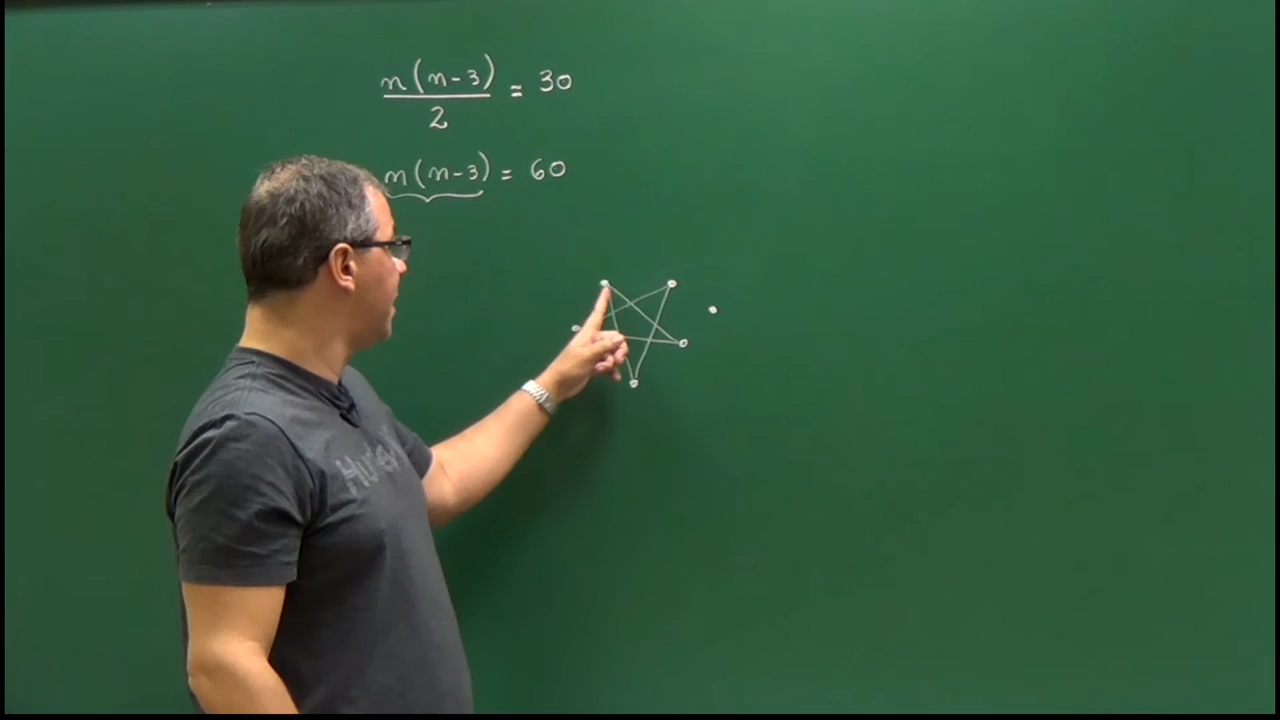 n(n-3)/2 = 30
n(n-3) = 60